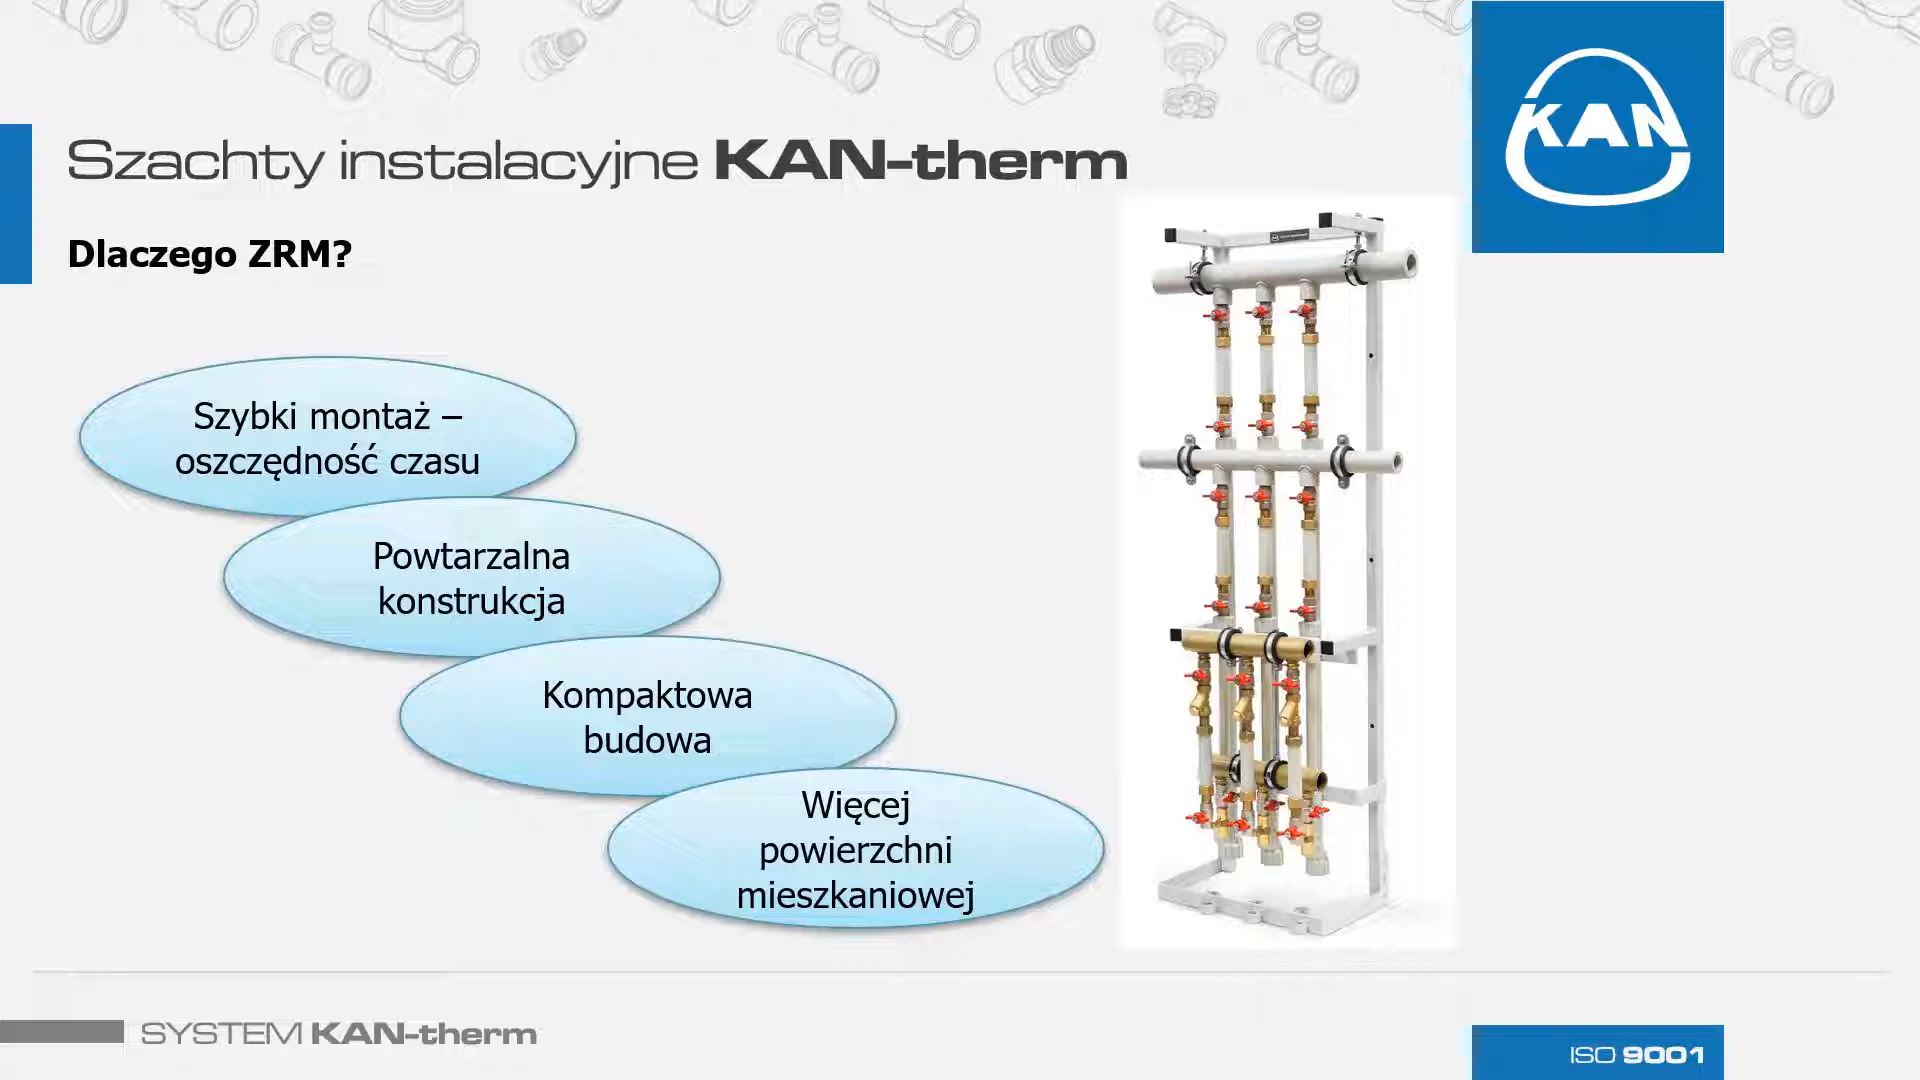 KAN
Szachty instalacyjne KAN-therm
Dlaczego ZRM?
Szybki montaż –
oszczędność czasu
Powtarzalna
konstrukcja
Kompaktowa
budowa
Więcej
powierzchni
mieszkaniowej
SYSTEM KAN-therm
ISO 9001